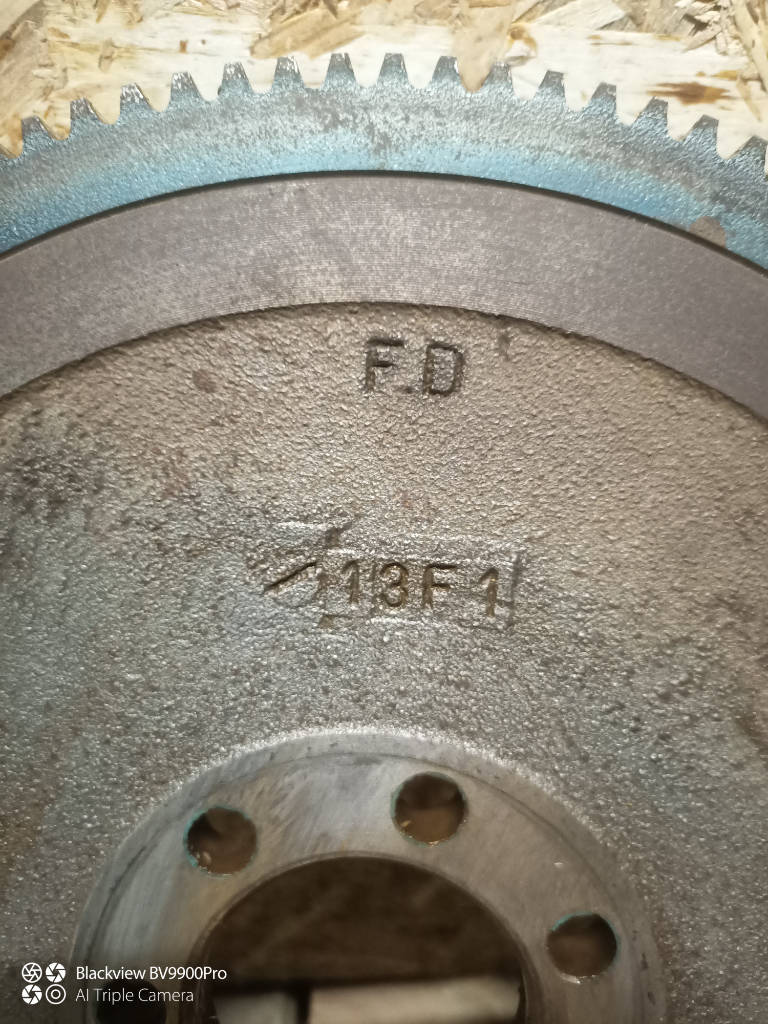 F.D
13F1
Blackview BV9900Pro
AI Triple Camera